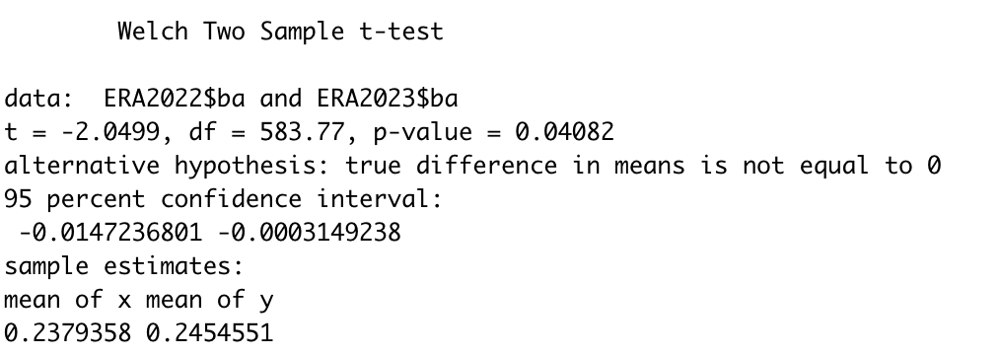 Welch Two Sample t-test
data:  ERA2022$ba and ERA2023$ba
t = -2.0499, df = 583.77, p-value = 0.04082
alternative hypothesis: true difference in means is not equal to 0
95 percent confidence interval:
 -0.0147236801 -0.0003149238
sample estimates:
mean of x mean of y
0.2379358 0.2454551